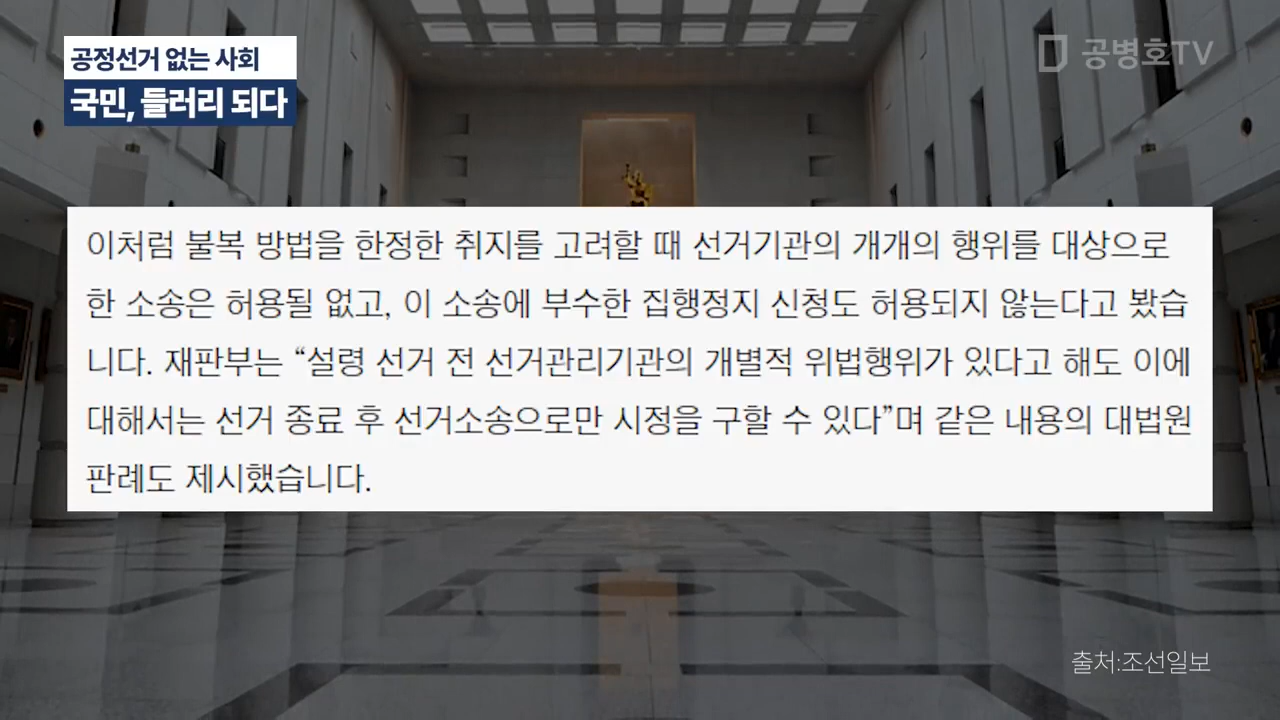 공정선거 없는 사회
국민, 들러리 되다
공병호TV
이처럼 불복 방법을 한정한 취지를 고려할 때 선거기관의 개개의 행위를 대상으로
한 소송은 허용될 없고, 이 소송에 부수한 집행정지 신청도 허용되지 않는다고 봤습
니다. 재판부는 “설령 선거 전 선거관리기관의 개별적 위법행위가 있다고 해도 이에
대해서는 선거 종료 후 선거소송으로만 시정을 구할 수 있다”며 같은 내용의 대법원
판례도 제시했습니다.
출처:조선일보